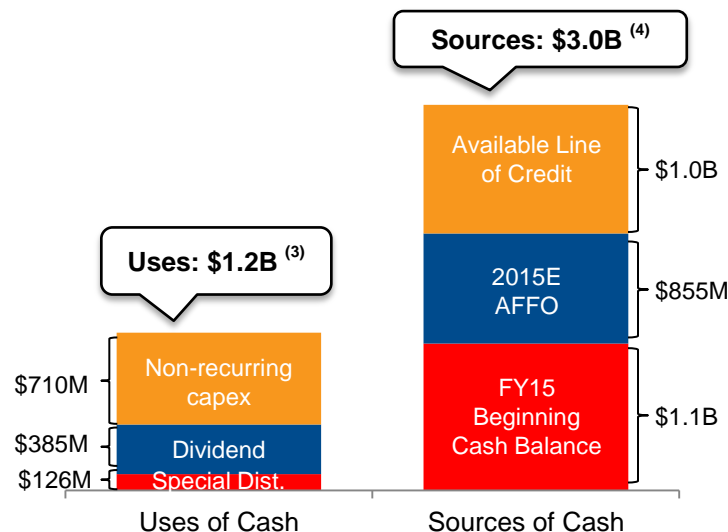 Sources: $3.0B (4)
Available Line
of Credit
$1.0B
Uses: $1.2B (3)
2015E
AFFO
$855M
Non-recurring
capex
$710M
FY15
Beginning
Cash Balance
$1.1B
$385M
Dividend
$126M
Special Dist.
Uses of Cash
Sources of Cash